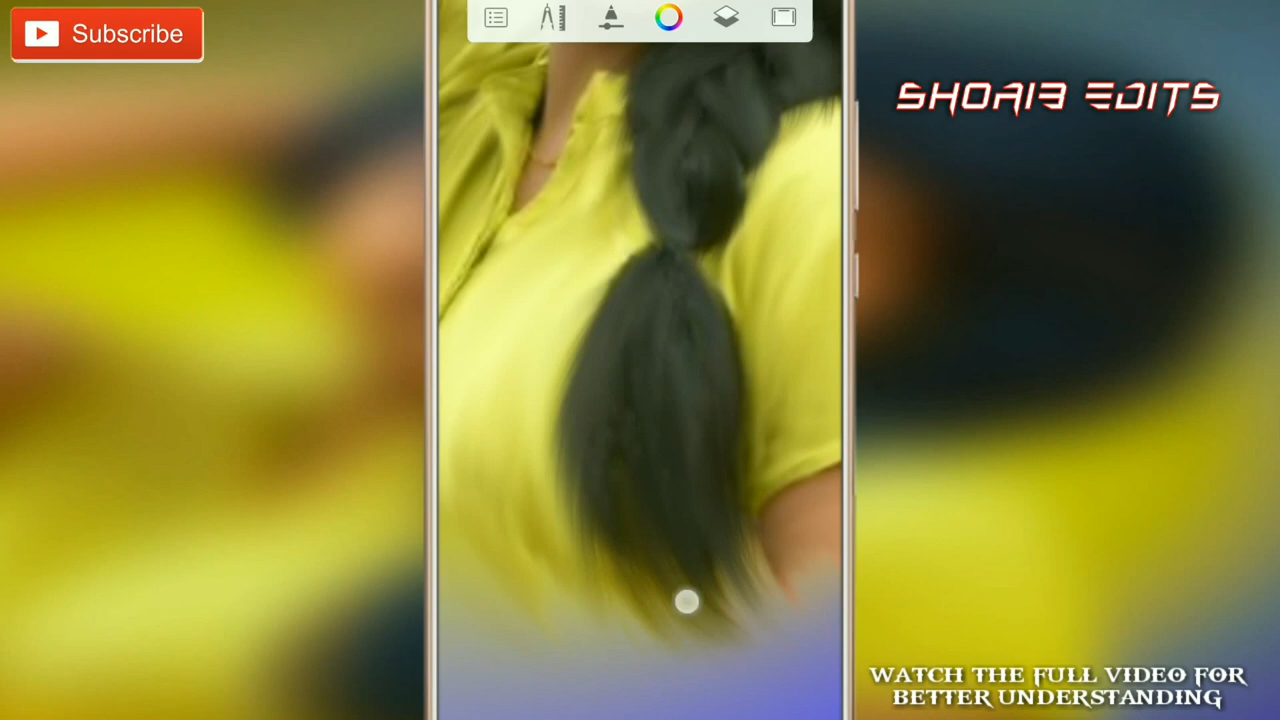 Subscribe
SHOAIB EDITS
WATCH THE FULL VIDEO FOR
BETTER UNDERSTANDING